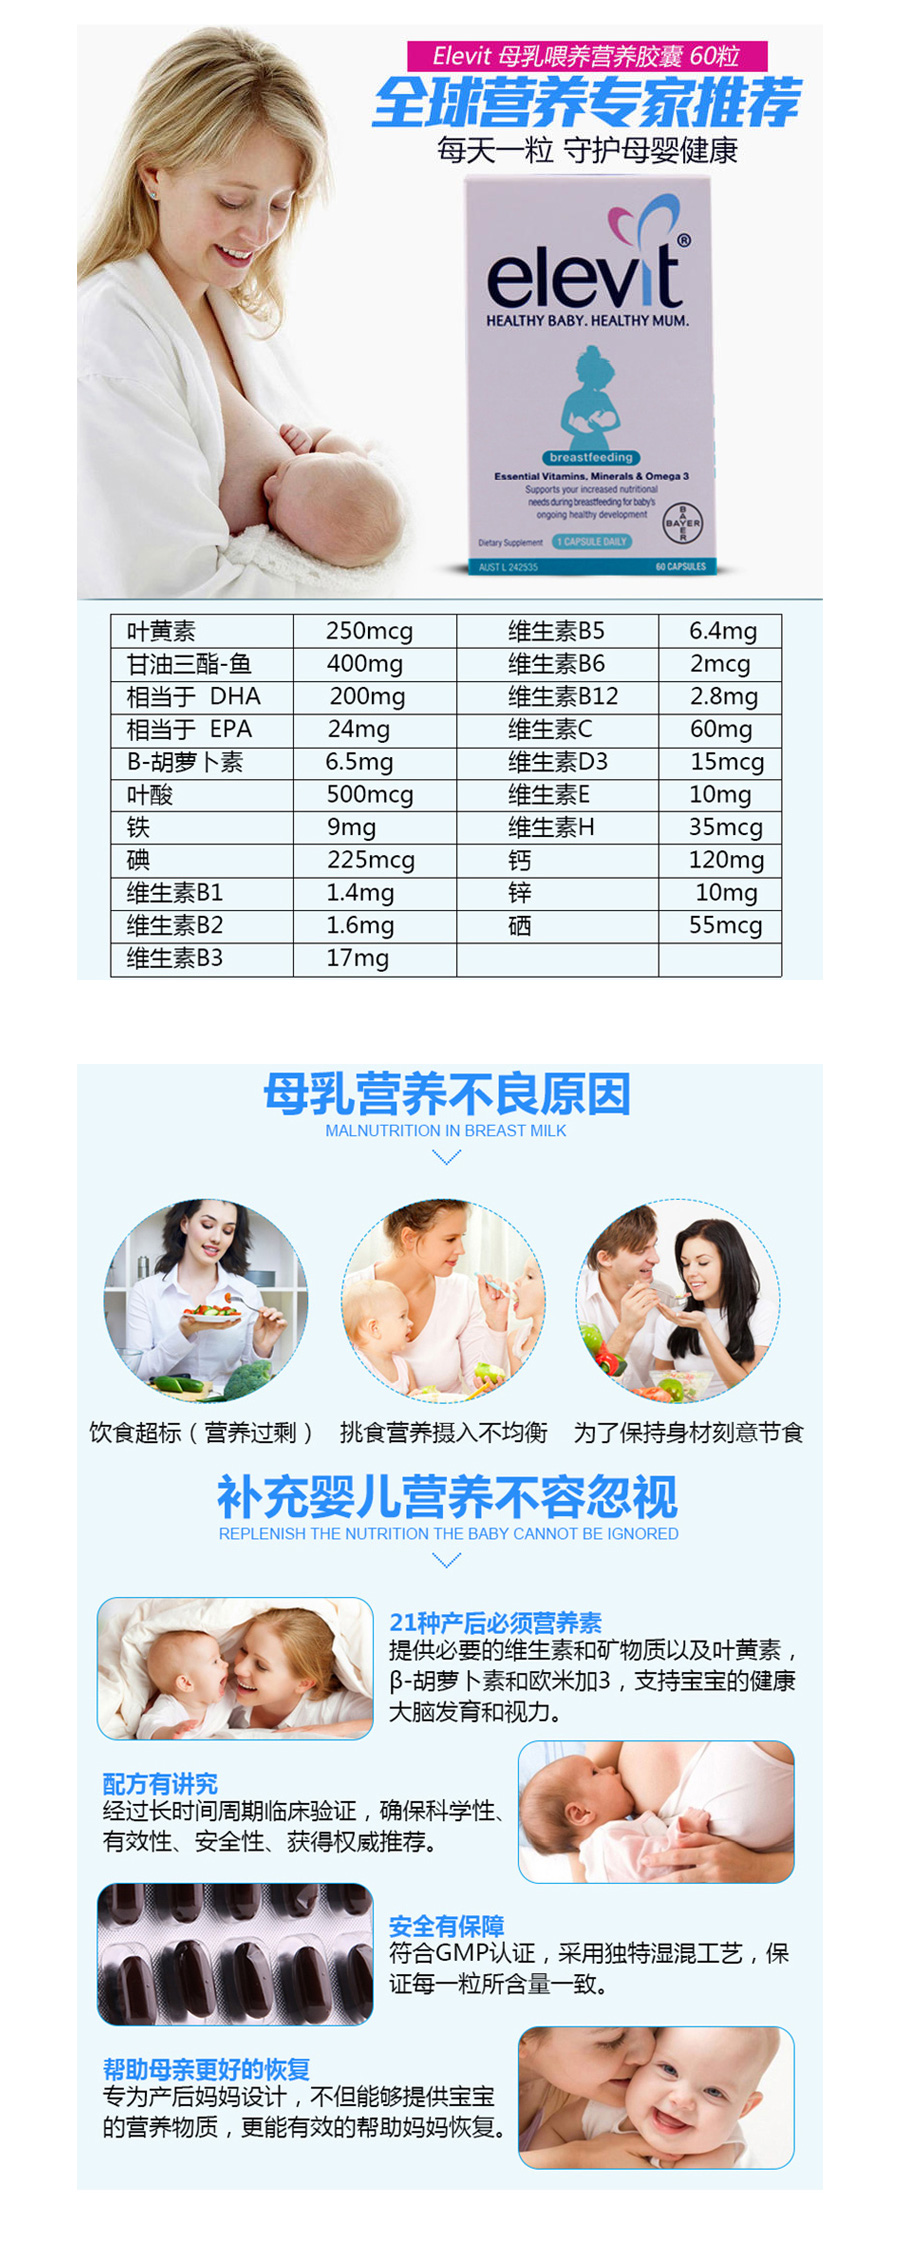 Elevit 母乳喂养营养胶囊 60粒
全球营养专家推荐
每天一粒 守护母婴健康
elevit®
HEALTHY BABY. HEALTHY MUM.
breastfeeding
Essential Vitamins, Minerals & Omega 3
Supports your increased nutritional
needs during breastfeeding for baby's
ongoing healthy development
BAYER
BAYER
Dietary Supplement 1 CAPSULE DAILY
AUST L 242535 60 CAPSULES
叶黄素 250mcg 维生素B5 6.4mg
甘油三酯-鱼 400mg 维生素B6 2mcg
相当于 DHA 200mg 维生素B12 2.8mg
相当于 EPA 24mg 维生素C 60mg
B-胡萝卜素 6.5mg 维生素D3 15mcg
叶酸 500mcg 维生素E 10mg
铁 9mg 维生素H 35mcg
碘 225mcg 钙 120mg
维生素B1 1.4mg 锌 10mg
维生素B2 1.6mg 硒 55mcg
维生素B3 17mg
母乳营养不良原因
MALNUTRITION IN BREAST MILK
饮食超标（营养过剩） 挑食营养摄入不均衡 为了保持身材刻意节食
补充婴儿营养不容忽视
REPLENISH THE NUTRITION THE BABY CANNOT BE IGNORED
21种产后必须营养素
提供必要的维生素和矿物质以及叶黄素，
β-胡萝卜素和欧米加3，支持宝宝的健康
大脑发育和视力。
配方有讲究
经过长时间周期临床验证，确保科学性、
有效性、安全性、获得权威推荐。
安全有保障
符合GMP认证，采用独特湿混工艺，保
证每一粒所含量一致。
帮助母亲更好的恢复
专为产后妈妈设计，不但能够提供宝宝
的营养物质，更能有效的帮助妈妈恢复。